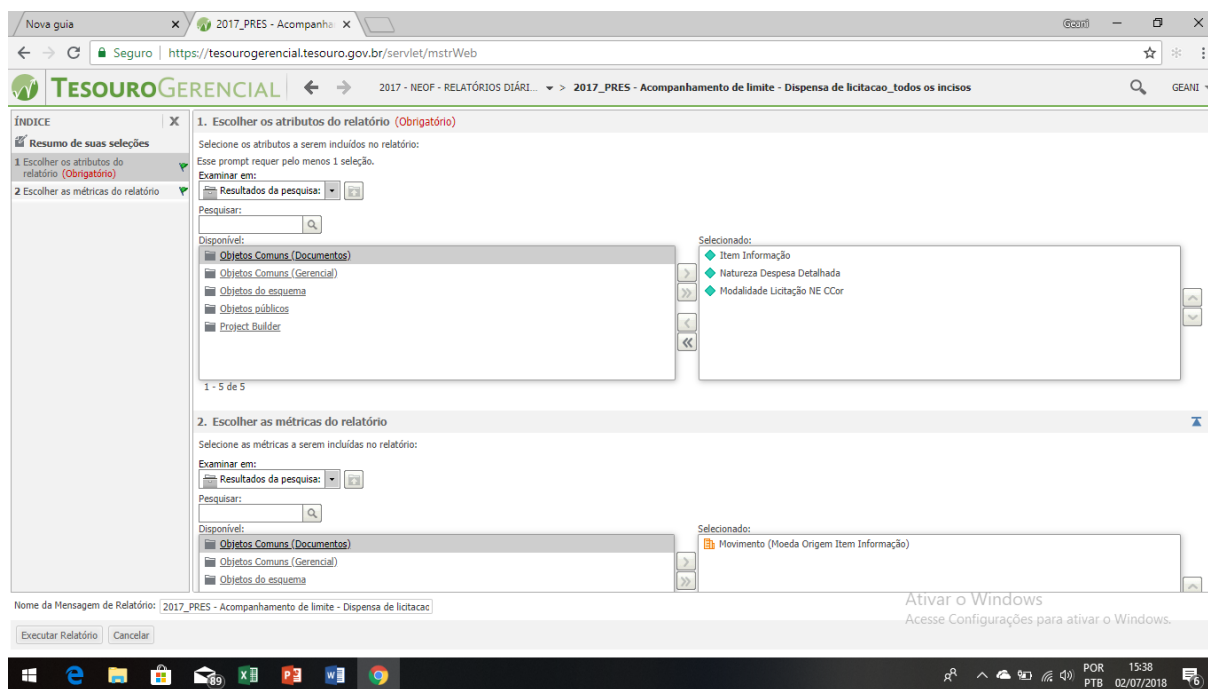 Nova guia
2017_PRES - Acompanha
Geani
Seguro | https://tesourogerencial.tesouro.gov.br/servlet/mstrWeb
TESOUROGERENCIAL
2017 - NEOF - RELATÓRIOS DIÁRI... > 2017_PRES - Acompanhamento de limite - Dispensa de licitacao_todos os incisos
GEANI
ÍNDICE X
Resumo de suas seleções
1 Escolher os atributos do
relatório (Obrigatório)
2 Escolher as métricas do relatório
1. Escolher os atributos do relatório (Obrigatório)
Selecione os atributos a serem incluídos no relatório:
Esse prompt requer pelo menos 1 seleção.
Examinar em:
Resultados da pesquisa:
Pesquisar:
Disponível:
Objetos Comuns (Documentos)
Objetos Comuns (Gerencial)
Objetos do esquema
Objetos públicos
Project Builder
1 - 5 de 5
Selecionado:
Item Informação
Natureza Despesa Detalhada
Modalidade Licitação NE CCor
2. Escolher as métricas do relatório
Selecione as métricas a serem incluídas no relatório:
Examinar em:
Resultados da pesquisa:
Pesquisar:
Disponível:
Objetos Comuns (Documentos)
Objetos Comuns (Gerencial)
Objetos do esquema
Selecionado:
Movimento (Moeda Origem Item Informação)
Nome da Mensagem de Relatório: 2017_PRES - Acompanhamento de limite - Dispensa de licitacac
Executar Relatório Cancelar
Ativar o Windows
Acesse Configurações para ativar o Windows.
89
POR
PTB
15:38
02/07/2018
6